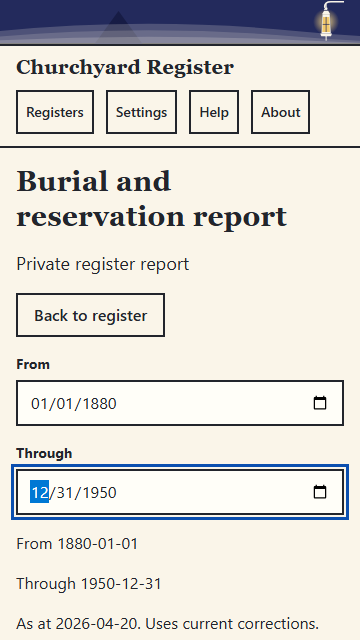 Churchyard Register
Registers Settings Help About
Burial and
reservation report
Private register report
Back to register
From
01/01/1880
Through
12/31/1950
From 1880-01-01
Through 1950-12-31
As at 2026-04-20. Uses current corrections.